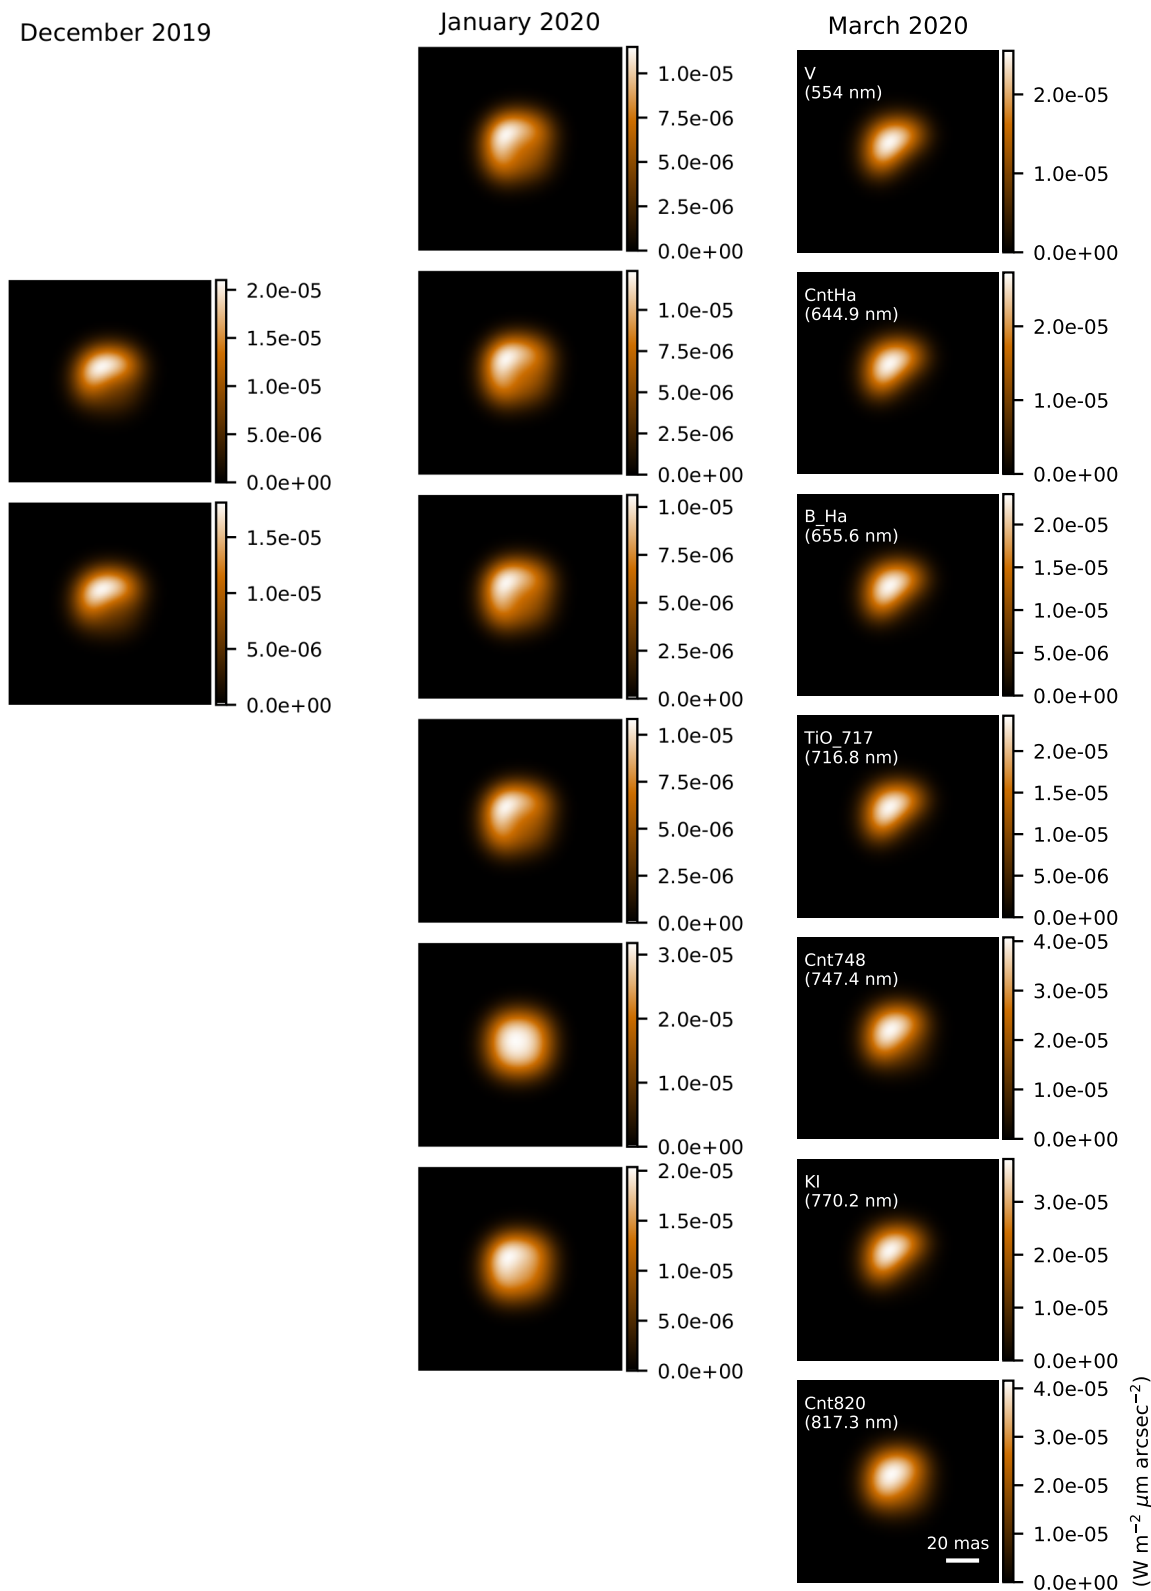 December 2019
January 2020
March 2020
1.0e-05
7.5e-06
5.0e-06
2.5e-06
0.0e+00
V
(554 nm)
2.0e-05
1.0e-05
0.0e+00
2.0e-05
1.5e-05
1.0e-05
5.0e-06
0.0e+00
1.0e-05
7.5e-06
5.0e-06
2.5e-06
0.0e+00
CntHa
(644.9 nm)
2.0e-05
1.0e-05
0.0e+00
1.5e-05
1.0e-05
5.0e-06
0.0e+00
1.0e-05
7.5e-06
5.0e-06
2.5e-06
0.0e+00
B_Ha
(655.6 nm)
2.0e-05
1.5e-05
1.0e-05
5.0e-06
0.0e+00
1.0e-05
7.5e-06
5.0e-06
2.5e-06
0.0e+00
TiO_717
(716.8 nm)
2.0e-05
1.5e-05
1.0e-05
5.0e-06
0.0e+00
3.0e-05
2.0e-05
1.0e-05
0.0e+00
Cnt748
(747.4 nm)
4.0e-05
3.0e-05
2.0e-05
1.0e-05
0.0e+00
2.0e-05
1.5e-05
1.0e-05
5.0e-06
0.0e+00
KI
(770.2 nm)
3.0e-05
2.0e-05
1.0e-05
0.0e+00
Cnt820
(817.3 nm)
20 mas
4.0e-05
3.0e-05
2.0e-05
1.0e-05
0.0e+00
(W m⁻² μm arcsec⁻²)